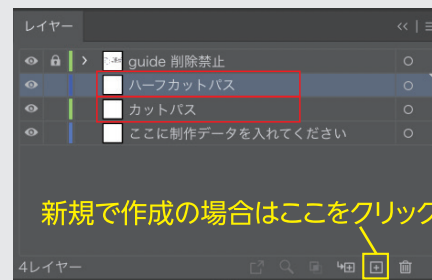 レイヤー
guide 削除禁止
ハーフカットパス
カットパス
ここに制作データを入れてください
新規で作成の場合はここをクリック
4レイヤー